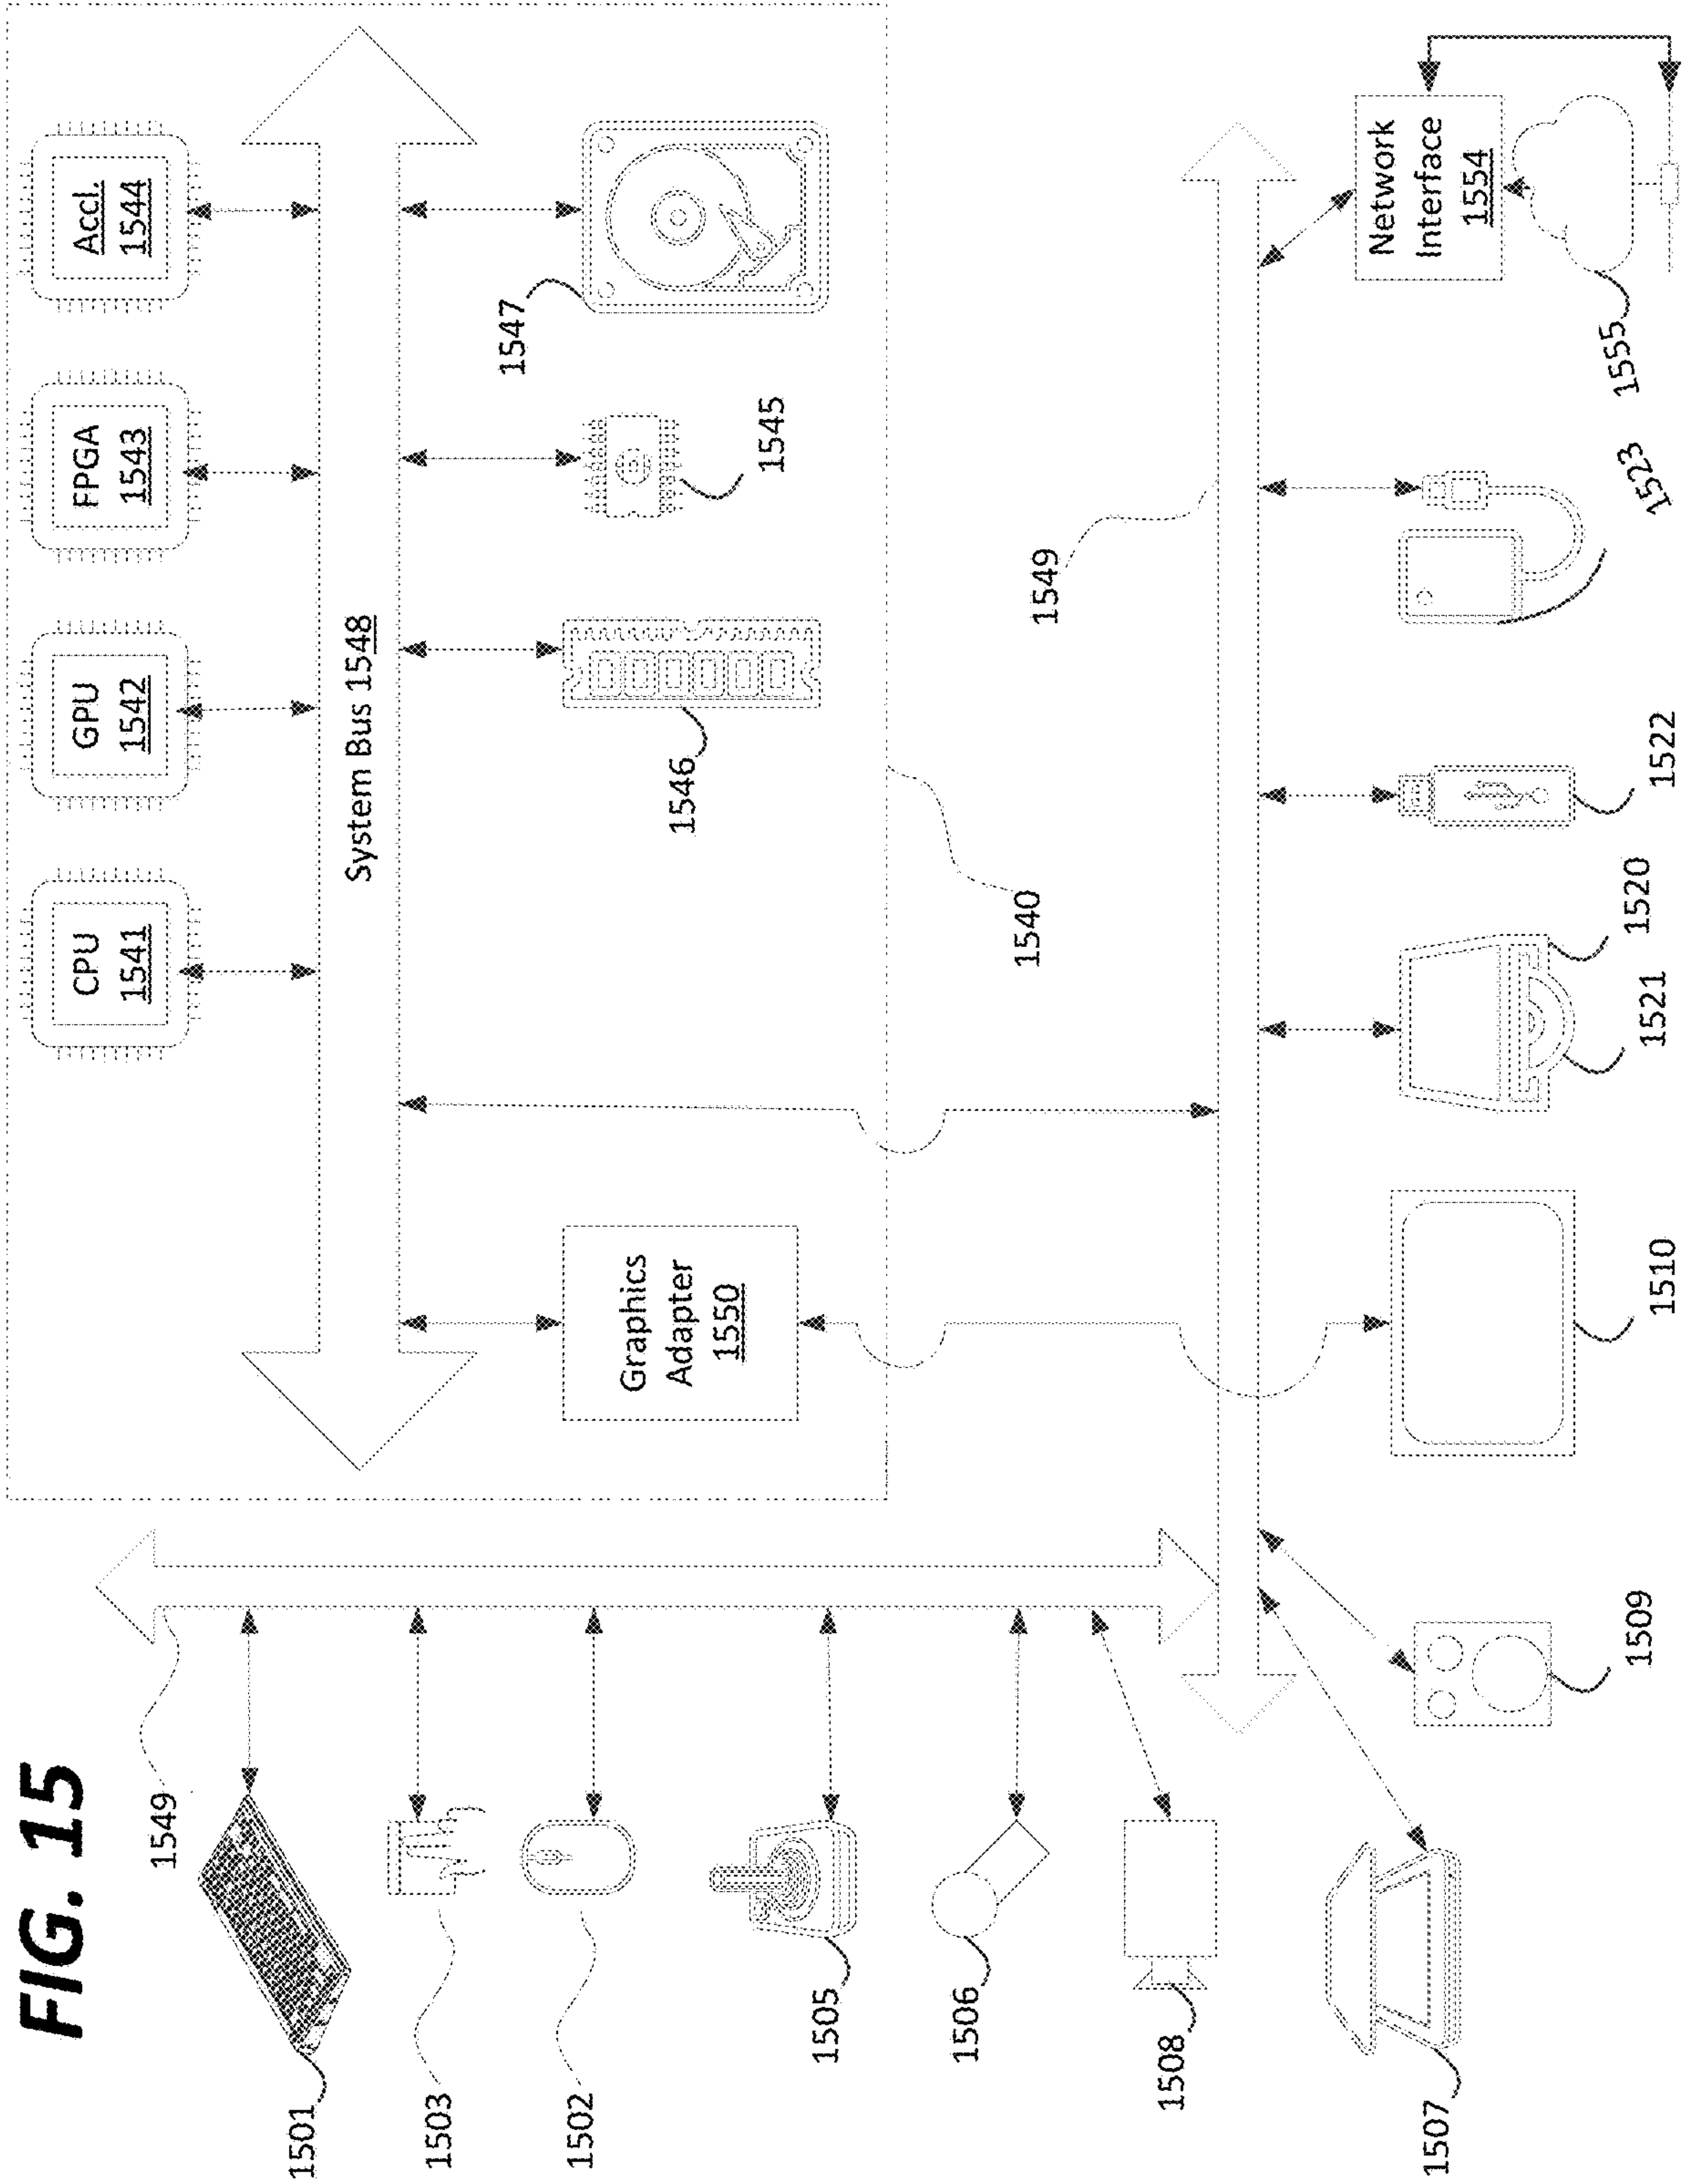 FIG. 15
CPU
1541
GPU
1542
FPGA
1543
Accl.
1544
System Bus 1548
1549
1501
1503
1502
1505
1506
1508
1507
Graphics
Adapter
1550
1546
1545
1547
1540
1549
1509
1510
1521
1520
1522
1523
Network
Interface
1554
1555